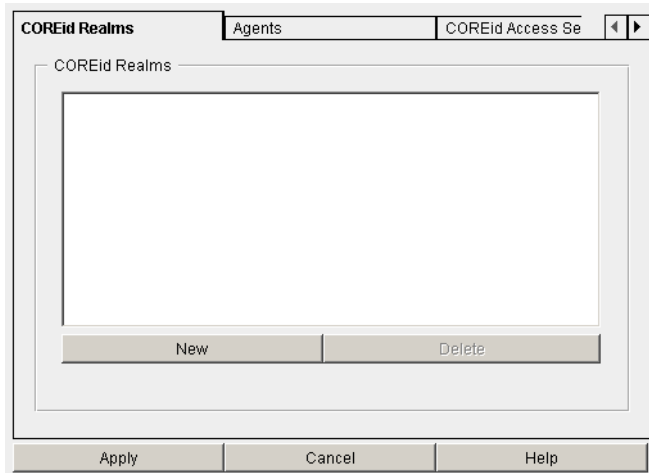 COREid Realms Agents COREid Access Se
COREid Realms
New Delete
Apply Cancel Help